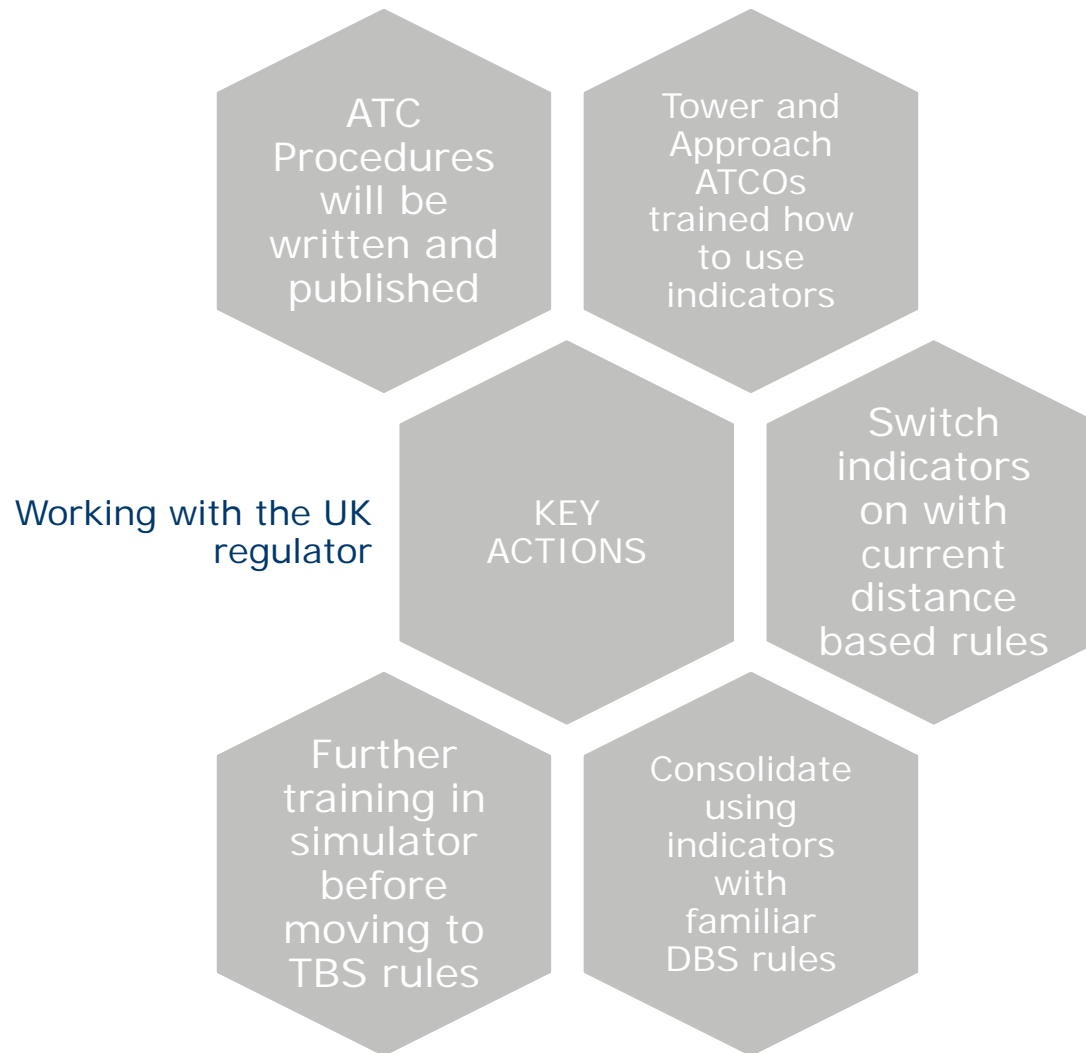 ATC
Procedures
will be
written and
published
Tower and
Approach
ATCOs
trained how
to use
indicators
Working with the UK
regulator
KEY
ACTIONS
Switch
indicators
on with
current
distance
based rules
Further
training in
simulator
before
moving to
TBS rules
Consolidate
using
indicators
with
familiar
DBS rules